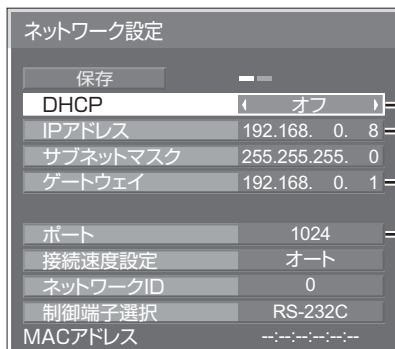 ネットワーク設定
保存
DHCP オフ
IPアドレス 192.168. 0. 8
サブネットマスク 255.255.255. 0
ゲートウェイ 192.168. 0. 1
ポート 1024
接続速度設定 オート
ネットワークID 0
制御端子選択 RS-232C
MACアドレス --:--:--:--:--:--